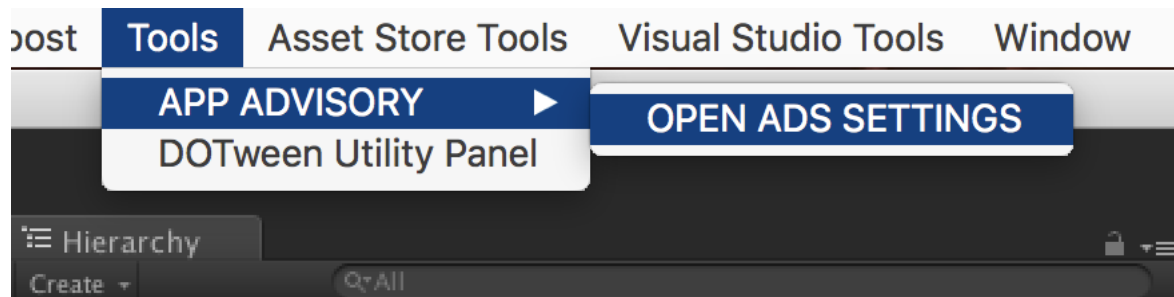 oost Tools Asset Store Tools Visual Studio Tools Window
APP ADVISORY
OPEN ADS SETTINGS
DOTween Utility Panel
Hierarchy
Create
All